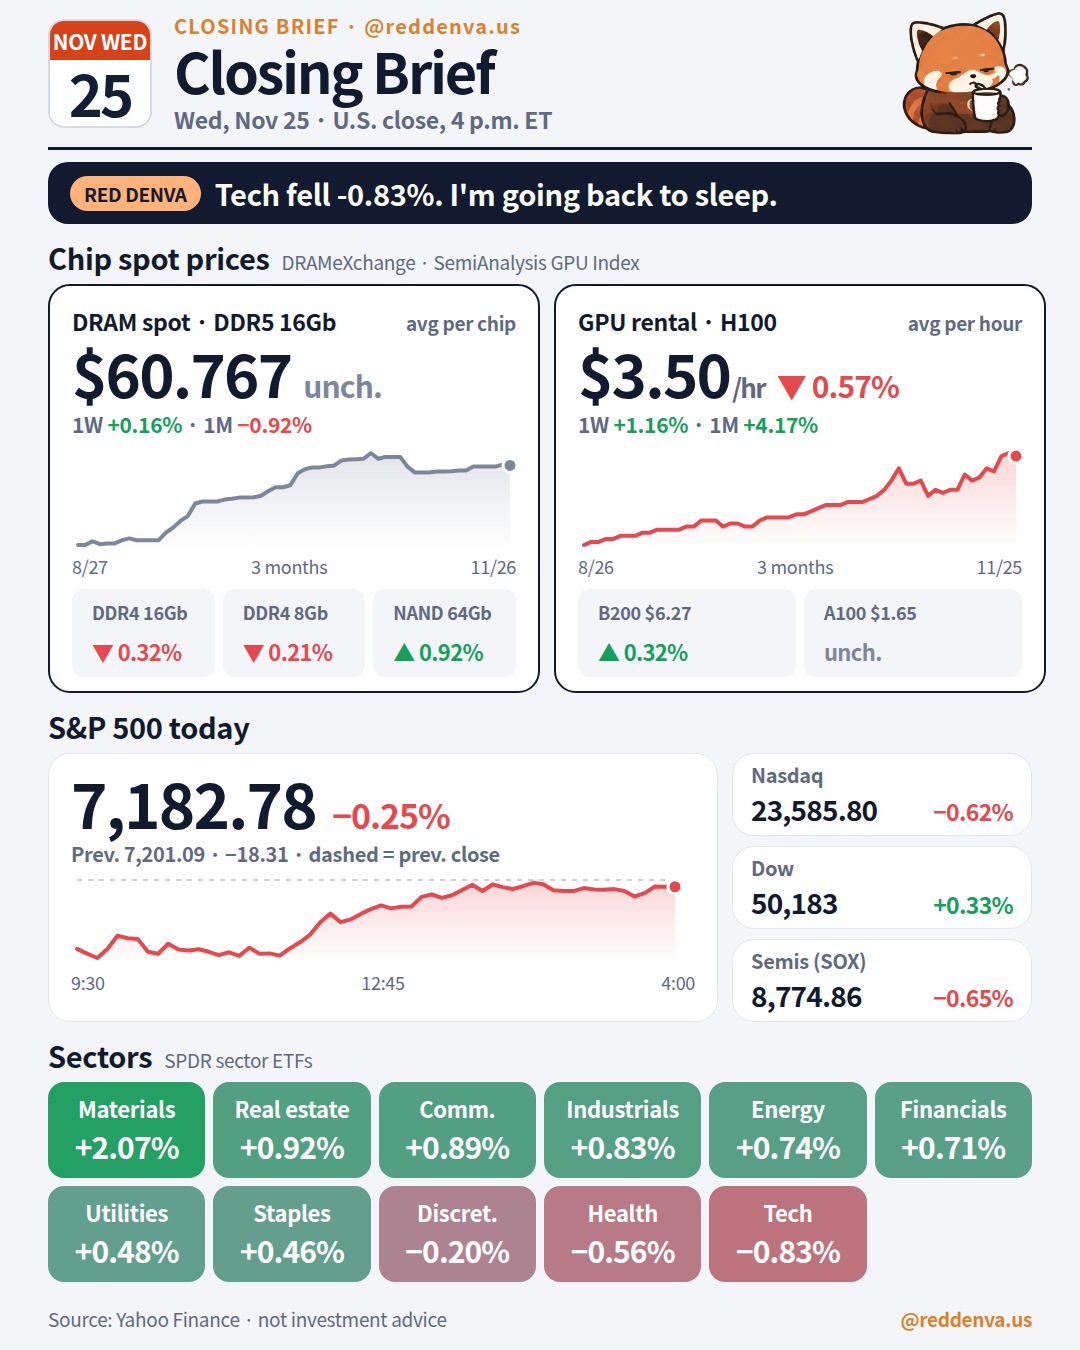 NOV WED
25
CLOSING BRIEF · @reddenva.us
Closing Brief
Wed, Nov 25 · U.S. close, 4 p.m. ET
RED DENVA Tech fell -0.83%. I'm going back to sleep.
Chip spot prices DRAMeXchange · SemiAnalysis GPU Index
DRAM spot · DDR5 16Gb avg per chip
$60.767 unch.
1W +0.16% · 1M −0.92%
8/27 3 months 11/26
DDR4 16Gb DDR4 8Gb NAND 64Gb
▼ 0.32% ▼ 0.21% ▲ 0.92%
GPU rental · H100 avg per hour
$3.50/hr ▼ 0.57%
1W +1.16% · 1M +4.17%
8/26 3 months 11/25
B200 $6.27 A100 $1.65
▲ 0.32% unch.
S&P 500 today
7,182.78 −0.25%
Prev. 7,201.09 · −18.31 · dashed = prev. close
9:30 12:45 4:00
Nasdaq
23,585.80 −0.62%
Dow
50,183 +0.33%
Semis (SOX)
8,774.86 −0.65%
Sectors SPDR sector ETFs
Materials Real estate Comm. Industrials Energy Financials
+2.07% +0.92% +0.89% +0.83% +0.74% +0.71%
Utilities Staples Discret. Health Tech
+0.48% +0.46% −0.20% −0.56% −0.83%
Source: Yahoo Finance · not investment advice @reddenva.us